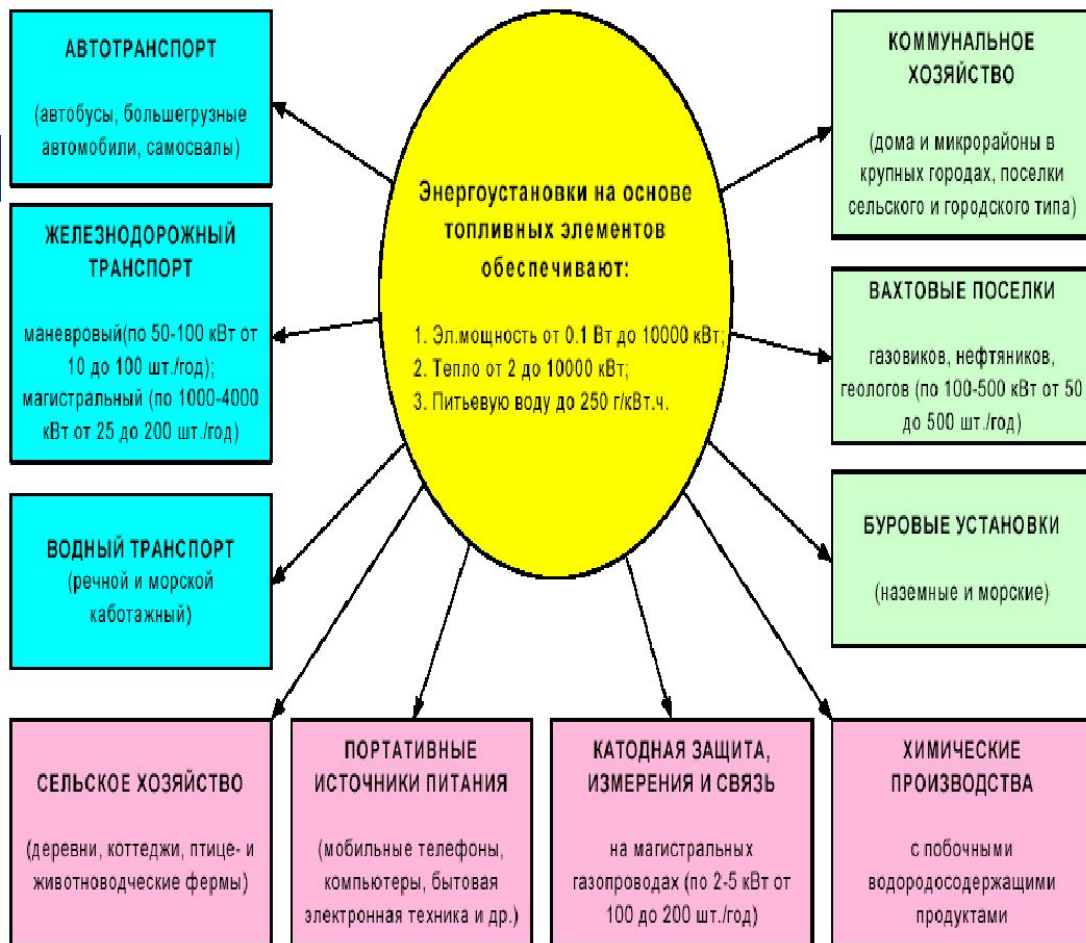 АВТОТРАНСПОРТ
(автобусы, большегрузные
автомобили, самосвалы)
ЖЕЛЕЗНОДОРОЖНЫЙ
ТРАНСПОРТ
маневровый(по 50-100 кВт от
10 до 100 шт./год);
магистральный (по 1000-4000
кВт от 25 до 200 шт./год)
ВОДНЫЙ ТРАНСПОРТ
(речной и морской
каботажный)
Энергоустановки на основе
топливных элементов
обеспечивают:
1. Эл.мощность от 0.1 Вт до 10000 кВт;
2. Тепло от 2 до 10000 кВт;
3. Питьевую воду до 250 г/кВт.ч.
КОММУНАЛЬНОЕ
ХОЗЯЙСТВО
(дома и микрорайоны в
крупных городах, поселки
сельского и городского типа)
ВАХТОВЫЕ ПОСЕЛКИ
газовиков, нефтяников,
геологов (по 100-500 кВт от 50
до 500 шт./год)
БУРОВЫЕ УСТАНОВКИ
(наземные и морские)
СЕЛЬСКОЕ ХОЗЯЙСТВО
(деревни, коттеджи, птице- и
животноводческие фермы)
ПОРТАТИВНЫЕ
ИСТОЧНИКИ ПИТАНИЯ
(мобильные телефоны,
компьютеры, бытовая
электронная техника и др.)
КАТОДНАЯ ЗАЩИТА,
ИЗМЕРЕНИЯ И СВЯЗЬ
на магистральных
газопроводах (по 2-5 кВт от
100 до 200 шт./год)
ХИМИЧЕСКИЕ
ПРОИЗВОДСТВА
с побочными
водородосодержащими
продуктами